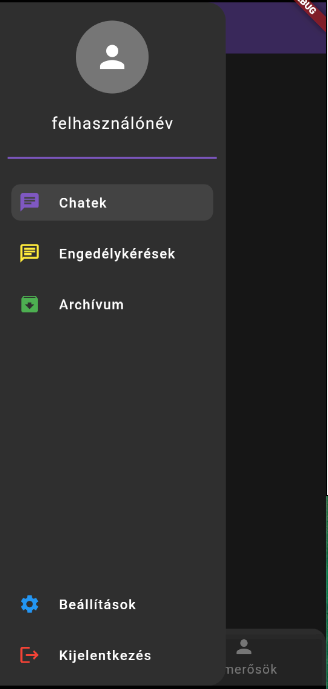 felhasználónév
Chatek
Engedélykérések
Archívum
Beállítások
Kijelentkezés